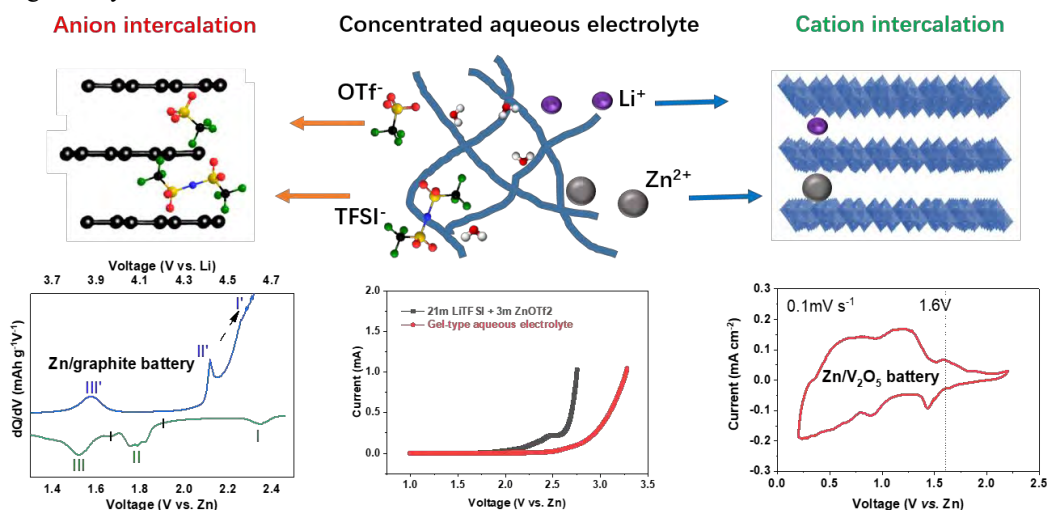 Anion intercalation
Concentrated aqueous electrolyte
Cation intercalation
OTf-
Li+
Zn2+
TFSI-
Voltage (V vs. Li)
3.7 3.9 4.1 4.4 4.5 4.7
I'
Zn/graphite battery
II'
III'
I
II
III
dQ/dV (mAh g-1V-1)
1.4 1.6 1.8 2.0 2.2 2.4
Voltage (V vs. Zn)
2.0
1.5
1.0
0.5
0.0
21m LiTFSI + 3m ZnOTf2
Gel-type aqueous electrolyte
Current (mA)
1.0 1.5 2.0 2.5 3.0 3.5
Voltage (V vs. Zn)
0.3
0.2
0.1
0.0
-0.1
-0.2
-0.3
0.1mV s-1
1.6V
Zn/V2O5 battery
Current (mA cm-2)
0.0 0.5 1.0 1.5 2.0 2.5
Voltage (V vs. Zn)